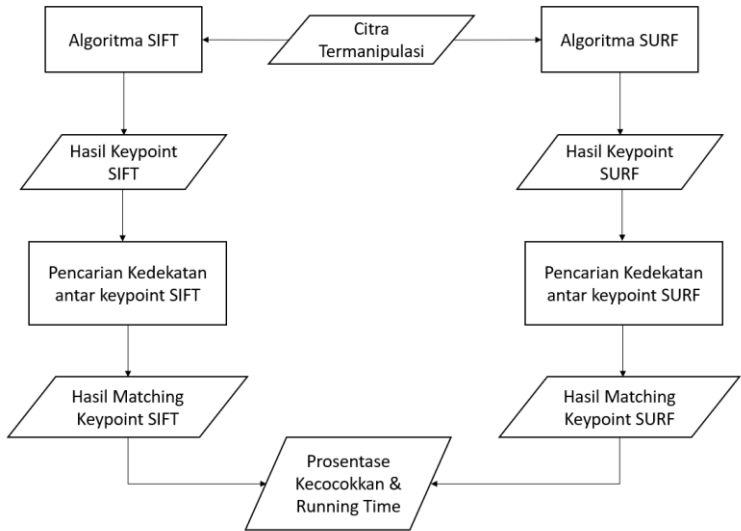 Algoritma SIFT
Citra
Termanipulasi
Algoritma SURF
Hasil Keypoint
SIFT
Hasil Keypoint
SURF
Pencarian Kedekatan
antar keypoint SIFT
Pencarian Kedekatan
antar keypoint SURF
Hasil Matching
Keypoint SIFT
Hasil Matching
Keypoint SURF
Prosentase
Kecocokkan &
Running Time